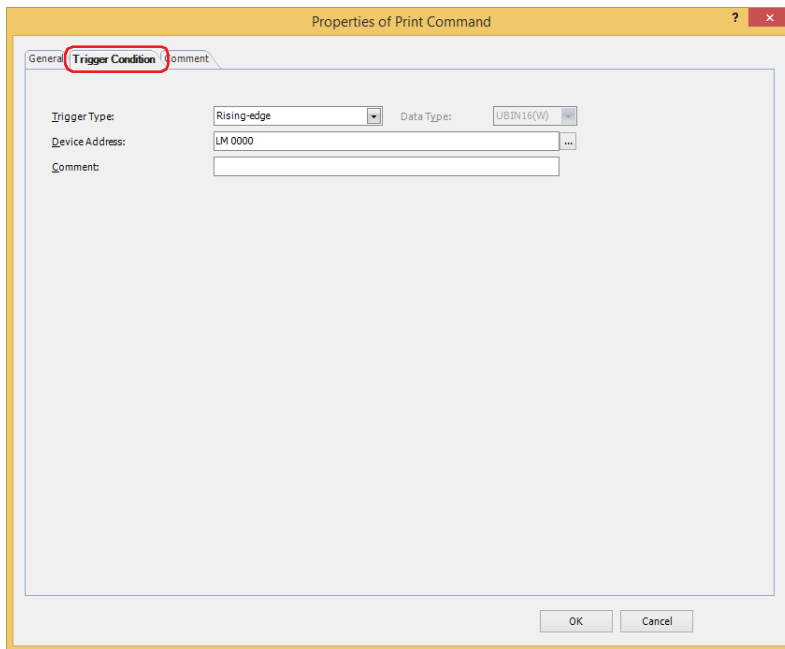 Properties of Print Command ? ×
General Trigger Condition Comment
Trigger Type: Rising-edge Data Type: UBIN16(W)
Device Address: LM 0000 ...
Comment:
OK Cancel